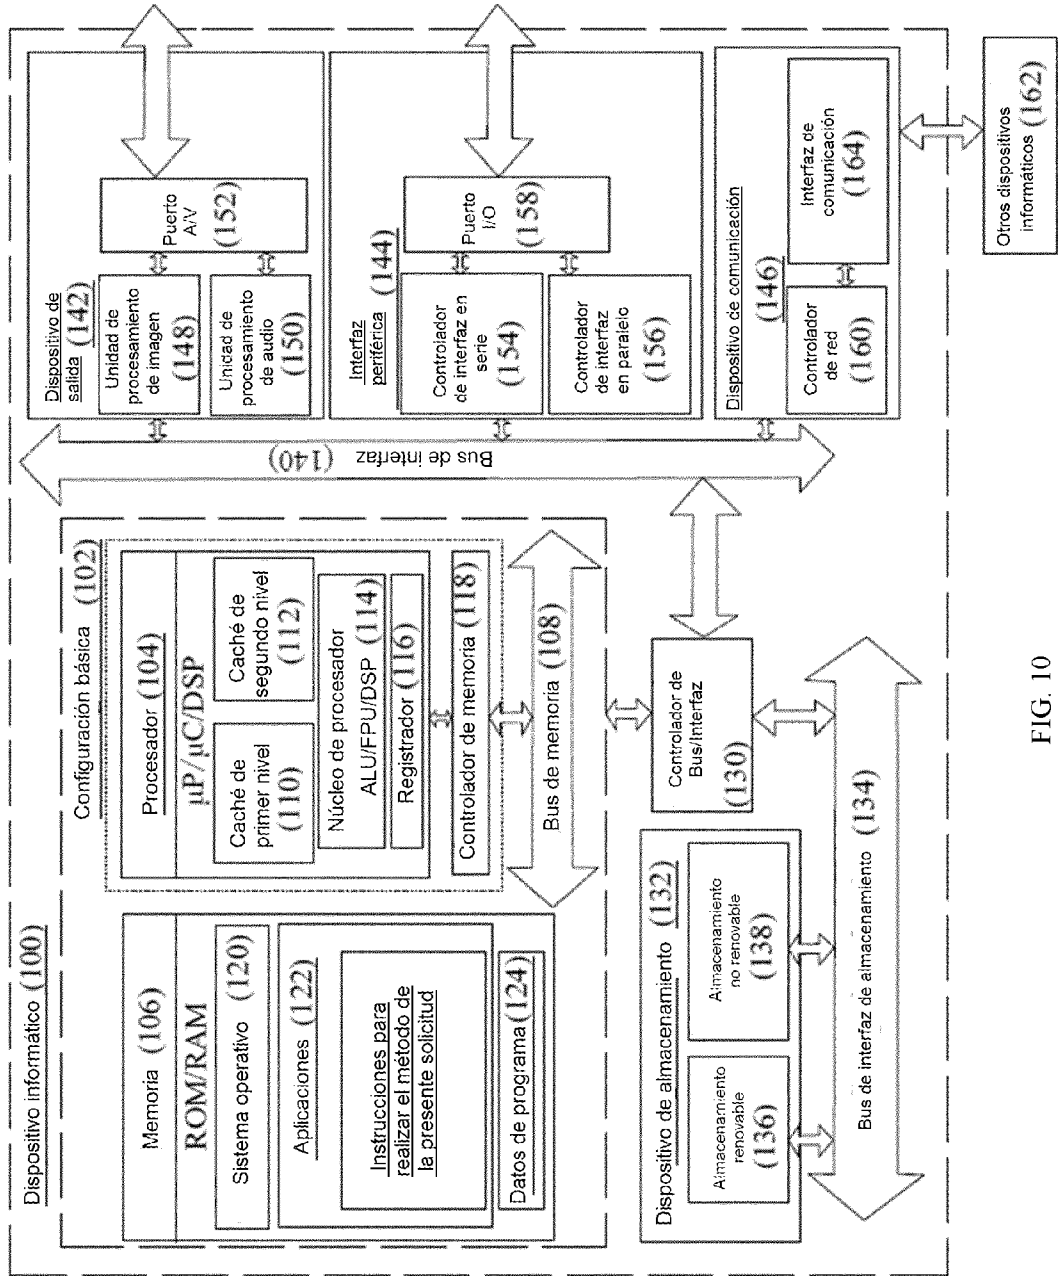 Dispositivo informático (100)
Configuración básica (102)
Memoria (106)
ROM/RAM
Sistema operativo (120)
Aplicaciones (122)
Instrucciones para
realizar el método de
la presente solicitud
Datos de programa (124)
Procesador (104)
µP/µC/DSP
Caché de
primer nivel
(110)
Caché de
segundo nivel
(112)
Núcleo de procesador
ALU/FPU/DSP (114)
Registrador (116)
Controlador de memoria (118)
Bus de memoria (108)
Controlador de
Bus/Interfaz
(130)
Dispositivo de almacenamiento (132)
Almacenamiento
renovable
(136)
Almacenamiento
no renovable
(138)
Bus de interfaz de almacenamiento (134)
Bus de interfaz (140)
Dispositivo de
salida (142)
Unidad de
procesamiento
de imagen
(148)
Unidad de
procesamiento
de audio
(150)
Puerto
A/V
(152)
Interfaz
periférica (144)
Controlador
de interfaz en
serie
(154)
Controlador
de interfaz
en paralelo
(156)
Puerto
I/O
(158)
Dispositivo de comunicación
(146)
Controlador
de red
(160)
Interfaz de
comunicación
(164)
Otros dispositivos
informáticos (162)
FIG. 10